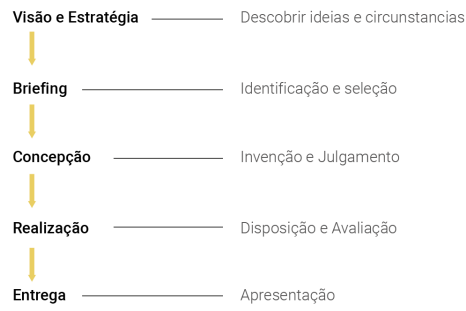 Visão e Estratégia Descobrir ideias e circunstancias
Briefing Identificação e seleção
Concepção Invenção e Julgamento
Realização Disposição e Avaliação
Entrega Apresentação